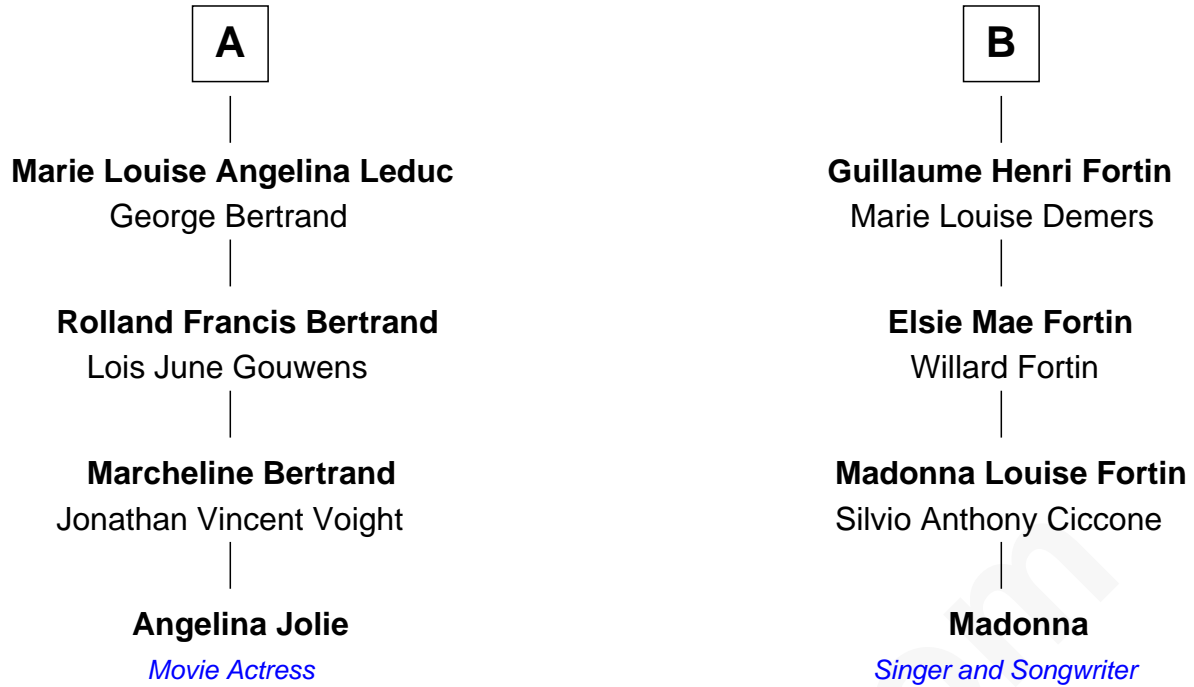 A
Marie Louise Angelina Leduc
George Bertrand
Rolland Francis Bertrand
Lois June Gouwens
Marcheline Bertrand
Jonathan Vincent Voight
Angelina Jolie
Movie Actress
B
Guillaume Henri Fortin
Marie Louise Demers
Elsie Mae Fortin
Willard Fortin
Madonna Louise Fortin
Silvio Anthony Ciccone
Madonna
Singer and Songwriter
om